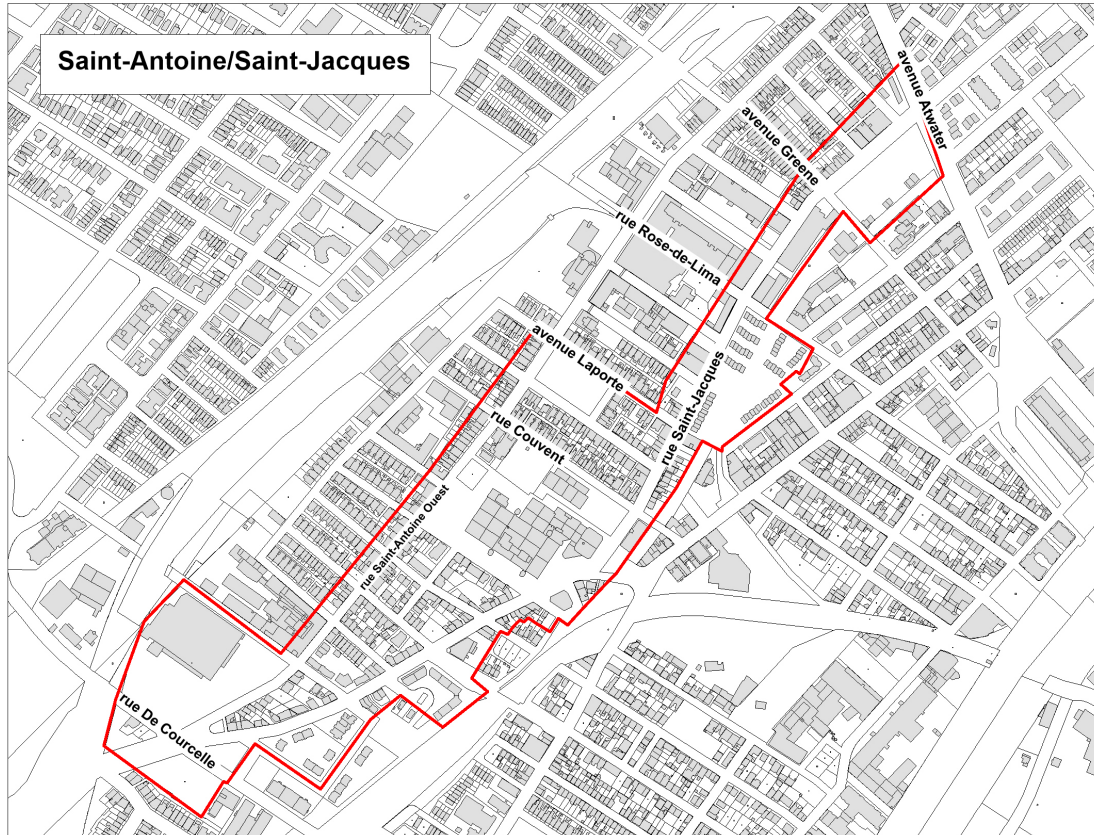 Saint-Antoine/Saint-Jacques
avenue Atwater
avenue Greene
rue Rose-de-Lima
avenue Laporte
rue Saint-Jacques
rue Couvent
rue Saint-Antoine Ouest
rue De Courcelle